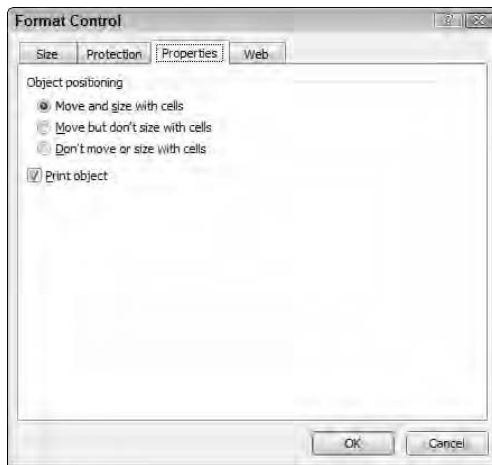 Format Control
Size Protection Properties Web
Object positioning
Move and size with cells
Move but don't size with cells
Don't move or size with cells
Print object
OK Cancel